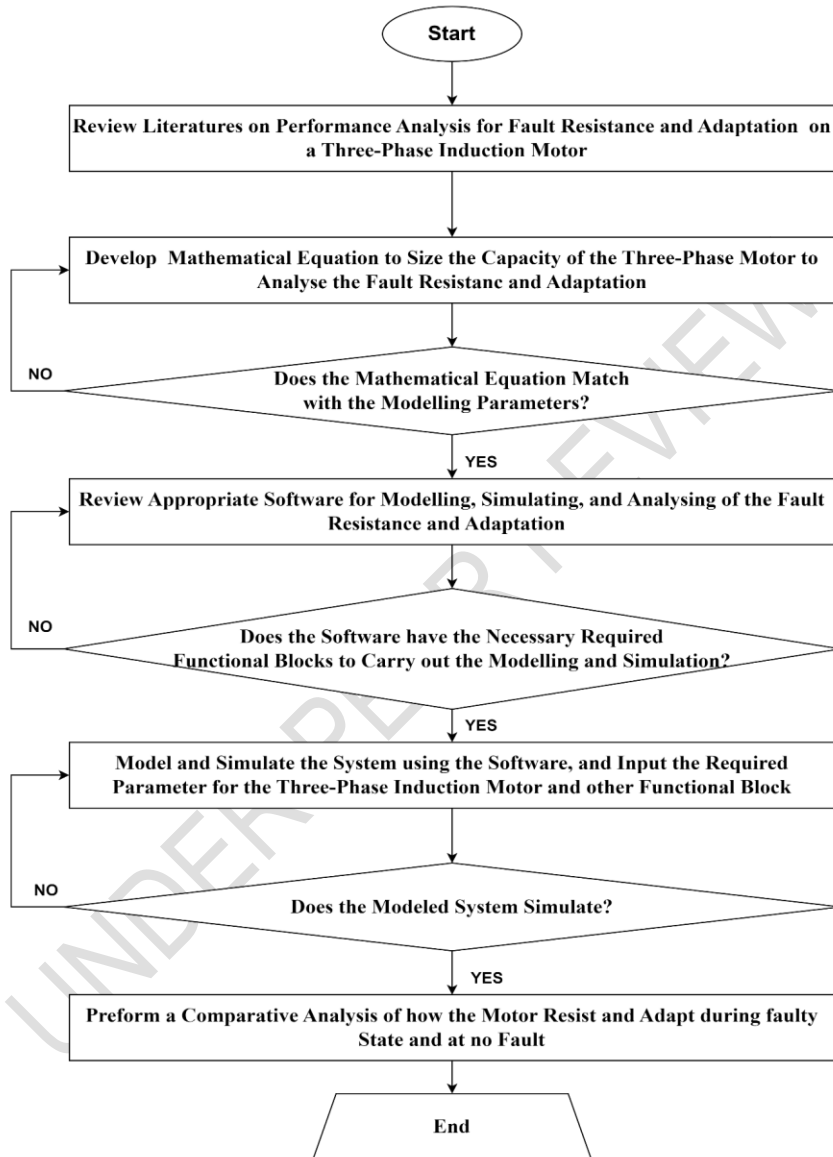 Start
Review Literatures on Performance Analysis for Fault Resistance and Adaptation on
a Three-Phase Induction Motor
Develop Mathematical Equation to Size the Capacity of the Three-Phase Motor to
Analyse the Fault Resistanc and Adaptation
NO
Does the Mathematical Equation Match
with the Modelling Parameters?
YES
Review Appropriate Software for Modelling, Simulating, and Analysing of the Fault
Resistance and Adaptation
NO
Does the Software have the Necessary Required
Functional Blocks to Carry out the Modelling and Simulation?
YES
Model and Simulate the System using the Software, and Input the Required
Parameter for the Three-Phase Induction Motor and other Functional Block
NO
Does the Modeled System Simulate?
YES
Preform a Comparative Analysis of how the Motor Resist and Adapt during faulty
State and at no Fault
End
UNDER PEER REVIEW